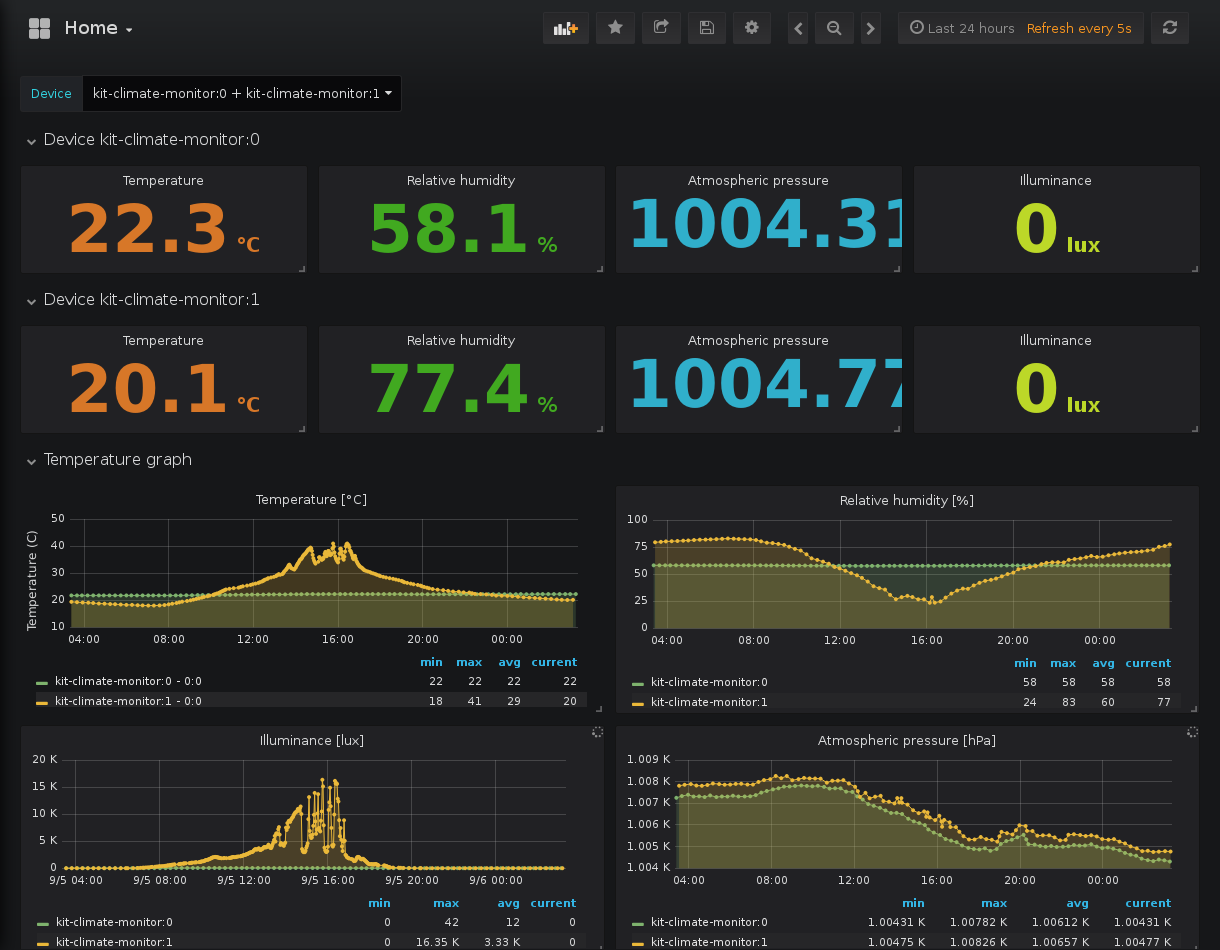 Home
Last 24 hours Refresh every 5s
Device kit-climate-monitor:0 + kit-climate-monitor:1
Device kit-climate-monitor:0
Temperature
22.3 °C
Relative humidity
58.1 %
Atmospheric pressure
1004.31
Illuminance
0 lux
Device kit-climate-monitor:1
Temperature
20.1 °C
Relative humidity
77.4 %
Atmospheric pressure
1004.77
Illuminance
0 lux
Temperature graph
Temperature [°C]
Temperature (C)
50
40
30
20
10
04:00 08:00 12:00 16:00 20:00 00:00
min max avg current
kit-climate-monitor:0 - 0:0 22 22 22 22
kit-climate-monitor:1 - 0:0 18 41 29 20
Relative humidity [%]
100
75
50
25
0
04:00 08:00 12:00 16:00 20:00 00:00
min max avg current
kit-climate-monitor:0 58 58 58 58
kit-climate-monitor:1 24 83 60 77
Illuminance [lux]
20 K
15 K
10 K
5 K
0
9/5 04:00 9/5 08:00 9/5 12:00 9/5 16:00 9/5 20:00 9/6 00:00
min max avg current
kit-climate-monitor:0 0 42 12 0
kit-climate-monitor:1 0 16.35 K 3.33 K 0
Atmospheric pressure [hPa]
1.009 K
1.008 K
1.007 K
1.006 K
1.005 K
1.004 K
04:00 08:00 12:00 16:00 20:00 00:00
min max avg current
kit-climate-monitor:0 1.00431 K 1.00782 K 1.00612 K 1.00431 K
kit-climate-monitor:1 1.00475 K 1.00826 K 1.00657 K 1.00477 K